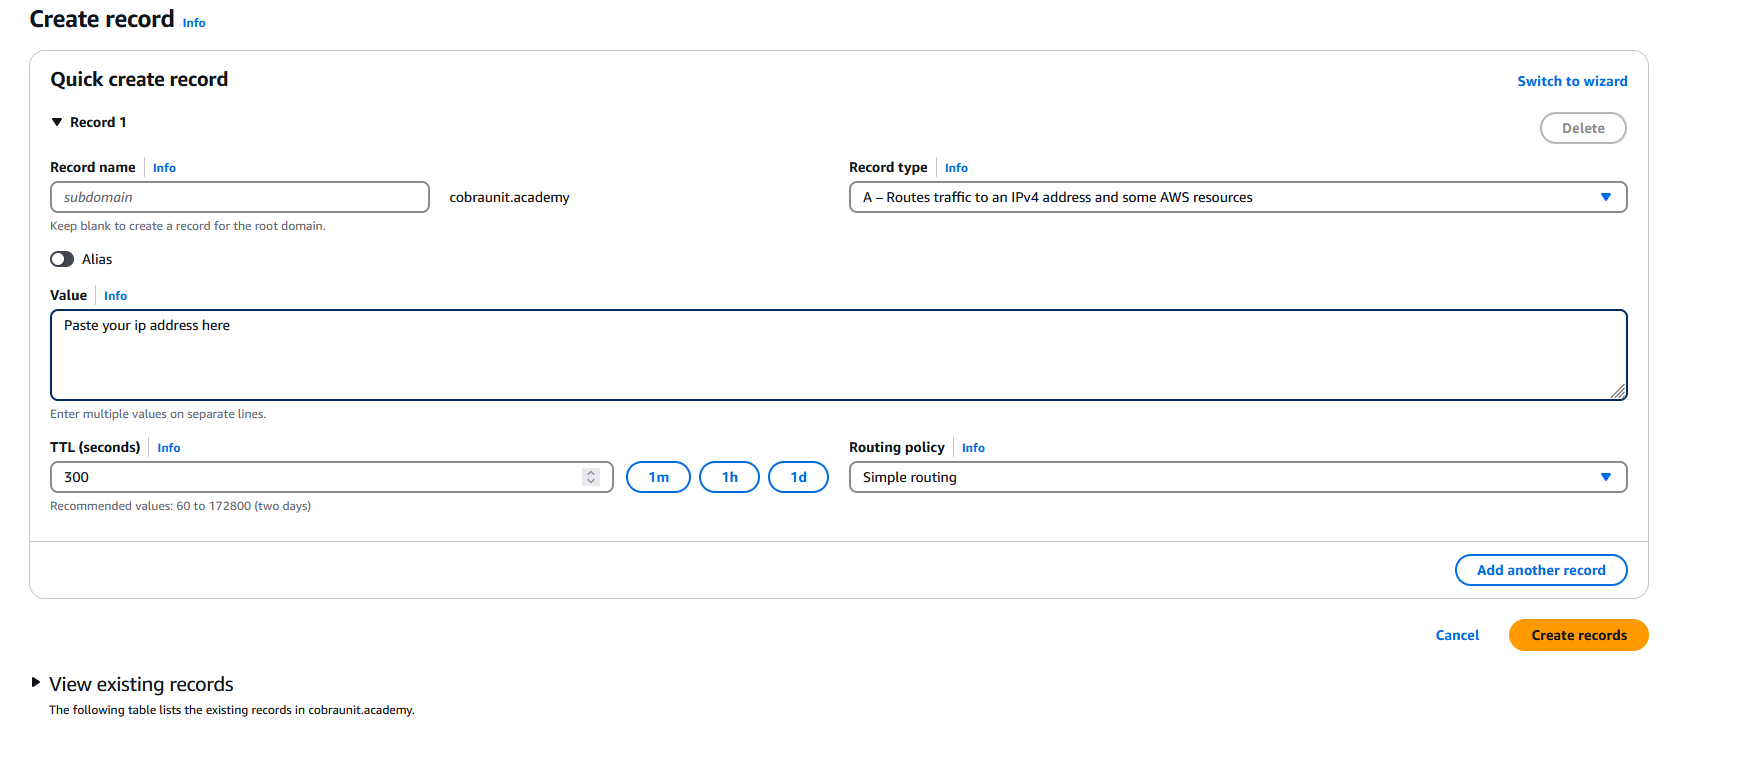 Create record Info
Quick create record
Switch to wizard
Record 1
Delete
Record name Info
Record type Info
subdomain
cobraunit.academy
A – Routes traffic to an IPv4 address and some AWS resources
Keep blank to create a record for the root domain.
Alias
Value Info
Paste your ip address here
Enter multiple values on separate lines.
TTL (seconds) Info
Routing policy Info
300
1m
1h
1d
Simple routing
Recommended values: 60 to 172800 (two days)
Add another record
Cancel
Create records
View existing records
The following table lists the existing records in cobraunit.academy.